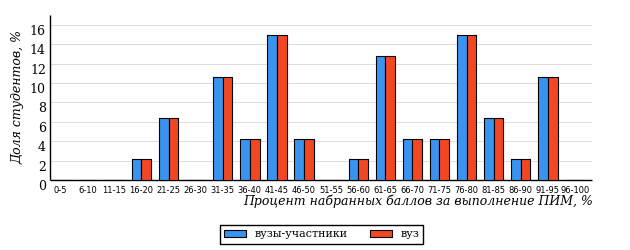 Доля студентов, %
16
14
12
10
8
6
4
2
0
0-5 6-10 11-15 16-20 21-25 26-30 31-35 36-40 41-45 46-50 51-55 56-60 61-65 66-70 71-75 76-80 81-85 86-90 91-95 96-100
Процент набранных баллов за выполнение ПИМ, %
вузы-участники вуз